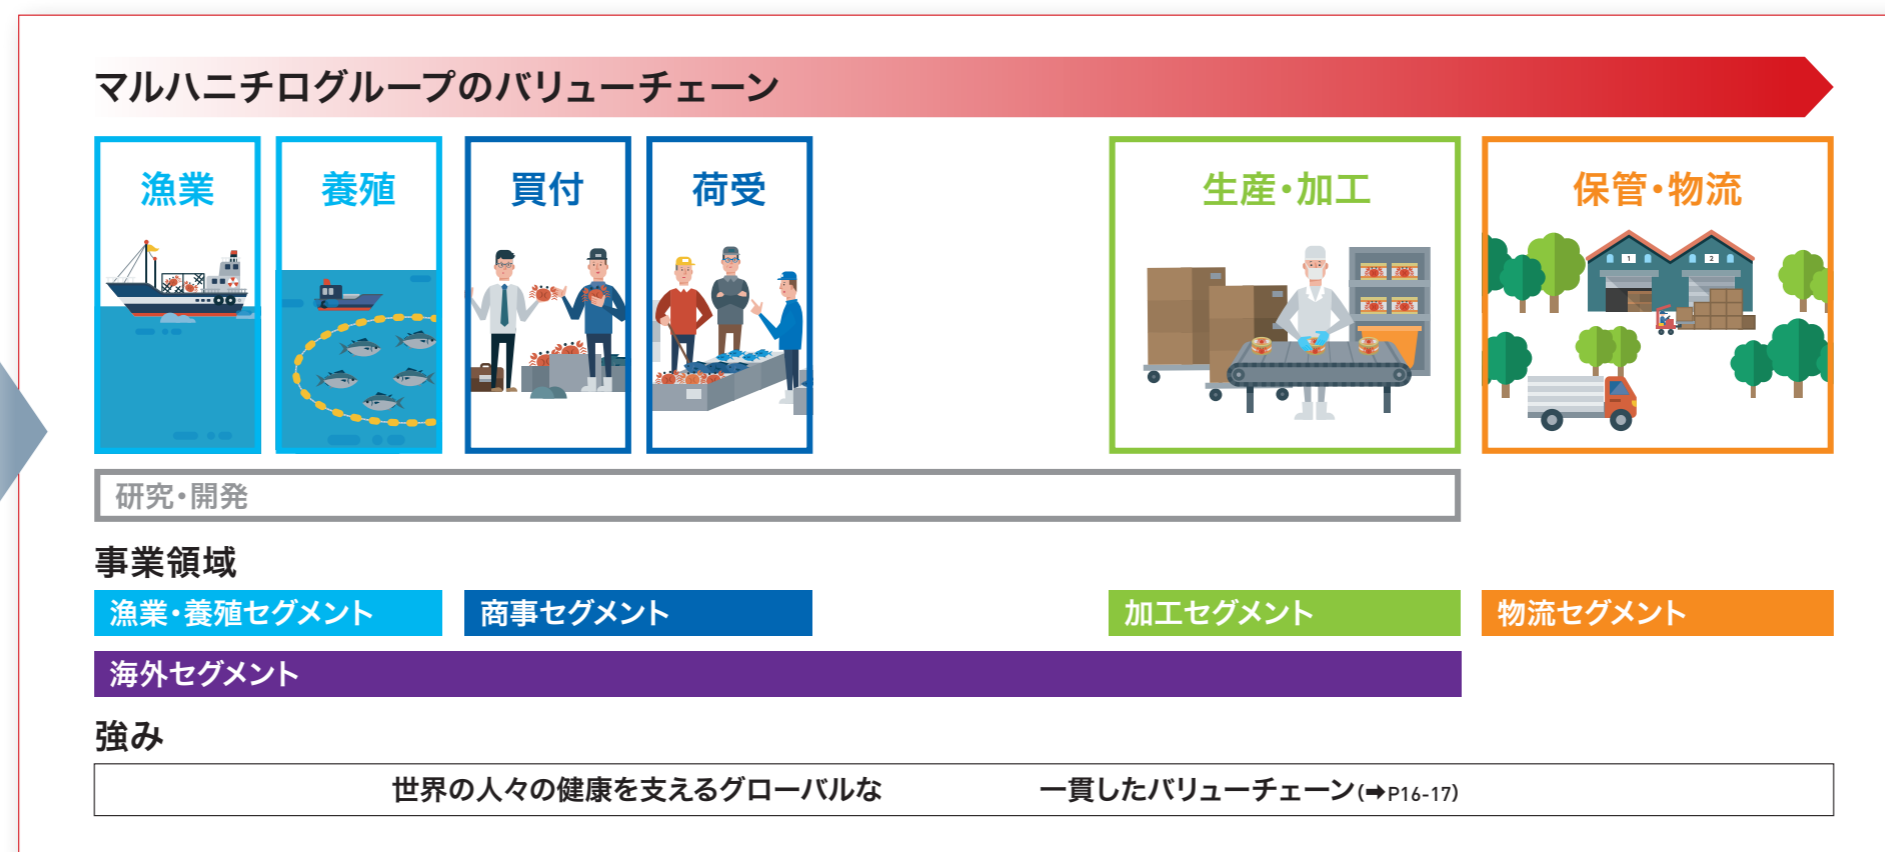 マルハニチログループのバリューチェーン
漁業
養殖
買付
荷受
生産・加工
保管・物流
1
2
研究・開発
事業領域
漁業・養殖セグメント
商事セグメント
加工セグメント
物流セグメント
海外セグメント
強み
世界の人々の健康を支えるグローバルな 一貫したバリューチェーン(➡P16-17)